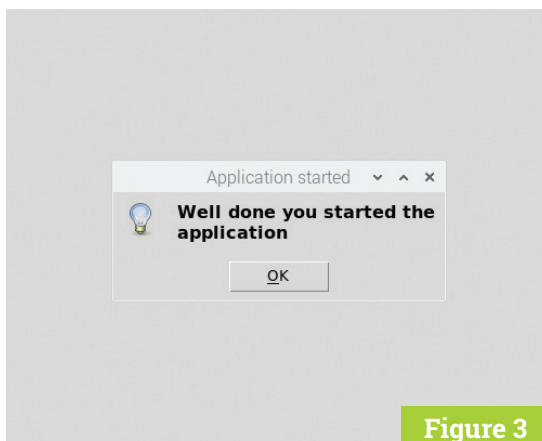 Application started
Well done you started the
application
OK
Figure 3